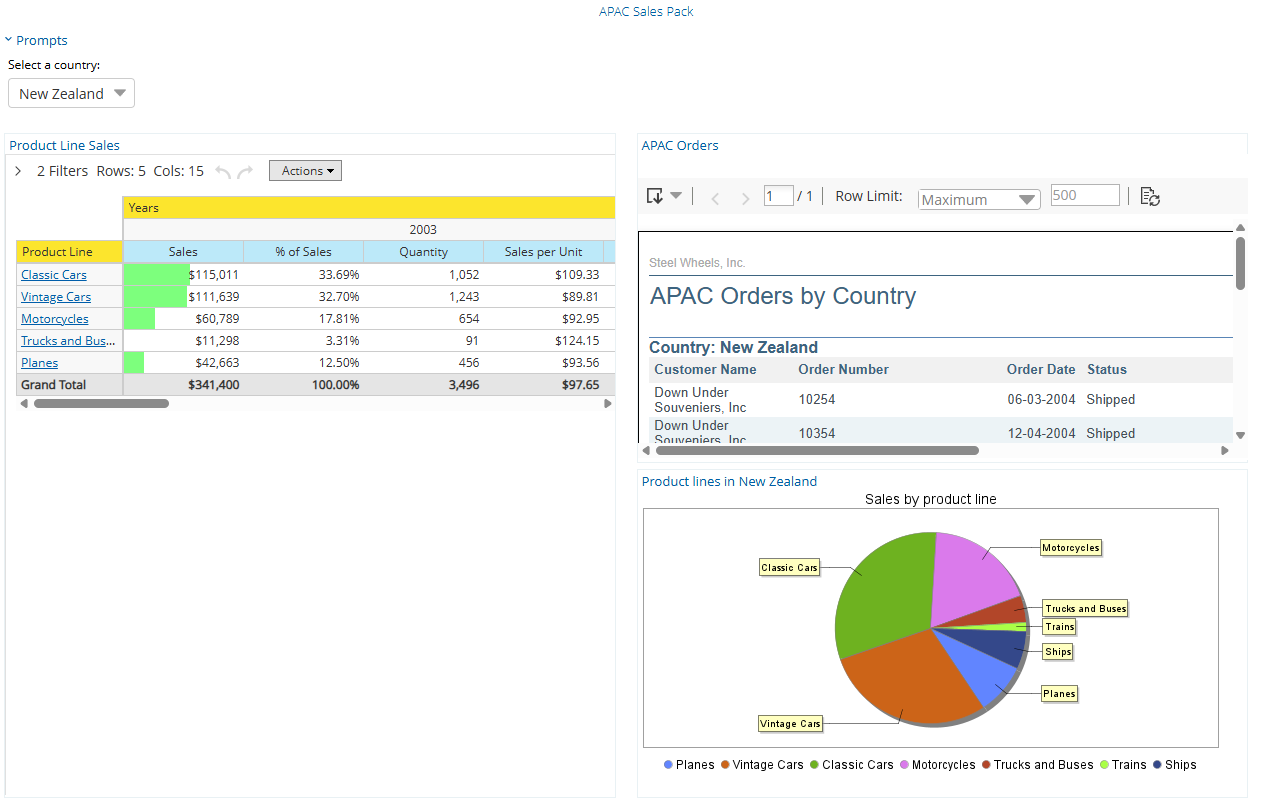 APAC Sales Pack
Prompts
Select a country:
New Zealand
Product Line Sales
2 Filters Rows: 5 Cols: 15 Actions
Years
2003
Product Line Sales % of Sales Quantity Sales per Unit
Classic Cars $115,011 33.69% 1,052 $109.33
Vintage Cars $111,639 32.70% 1,243 $89.81
Motorcycles $60,789 17.81% 654 $92.95
Trucks and Bus... $11,298 3.31% 91 $124.15
Planes $42,663 12.50% 456 $93.56
Grand Total $341,400 100.00% 3,496 $97.65
APAC Orders
1 / 1 Row Limit: Maximum 500
Steel Wheels, Inc.
APAC Orders by Country
Country: New Zealand
Customer Name Order Number Order Date Status
Down Under
Souveniers, Inc 10254 06-03-2004 Shipped
Down Under
Souveniers, Inc 10354 12-04-2004 Shipped
Product lines in New Zealand
Sales by product line
Motorcycles
Classic Cars
Trucks and Buses
Trains
Ships
Planes
Vintage Cars
Planes Vintage Cars Classic Cars Motorcycles Trucks and Buses Trains Ships